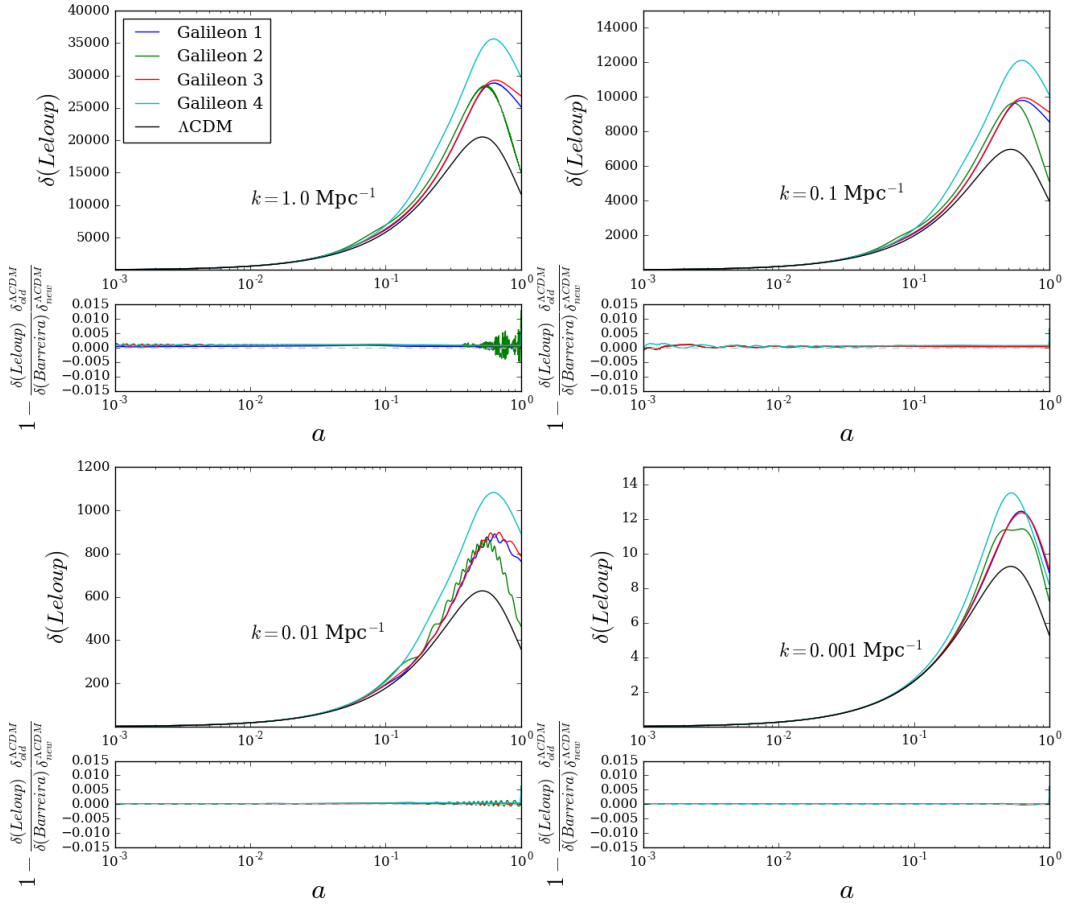 40000
35000
30000
25000
20000
15000
10000
5000
δ(Leloup)
Galileon 1
Galileon 2
Galileon 3
Galileon 4
ΛCDM
k = 1.0 Mpc⁻¹
10⁻³ 10⁻² 10⁻¹ 10⁰
0.015
0.010
0.005
0.000
−0.005
−0.010
−0.015
1 − δ(Leloup) / δ(Barreira) δ_old^ΛCDM / δ_new^ΛCDM
10⁻³ 10⁻² 10⁻¹ 10⁰
a
14000
12000
10000
8000
6000
4000
2000
δ(Leloup)
k = 0.1 Mpc⁻¹
10⁻³ 10⁻² 10⁻¹ 10⁰
0.015
0.010
0.005
0.000
−0.005
−0.010
−0.015
1 − δ(Leloup) / δ(Barreira) δ_old^ΛCDM / δ_new^ΛCDM
10⁻³ 10⁻² 10⁻¹ 10⁰
a
1200
1000
800
600
400
200
δ(Leloup)
k = 0.01 Mpc⁻¹
10⁻³ 10⁻² 10⁻¹ 10⁰
0.015
0.010
0.005
0.000
−0.005
−0.010
−0.015
1 − δ(Leloup) / δ(Barreira) δ_old^ΛCDM / δ_new^ΛCDM
10⁻³ 10⁻² 10⁻¹ 10⁰
a
14
12
10
8
6
4
2
δ(Leloup)
k = 0.001 Mpc⁻¹
10⁻³ 10⁻² 10⁻¹ 10⁰
0.015
0.010
0.005
0.000
−0.005
−0.010
−0.015
1 − δ(Leloup) / δ(Barreira) δ_old^ΛCDM / δ_new^ΛCDM
10⁻³ 10⁻² 10⁻¹ 10⁰
a